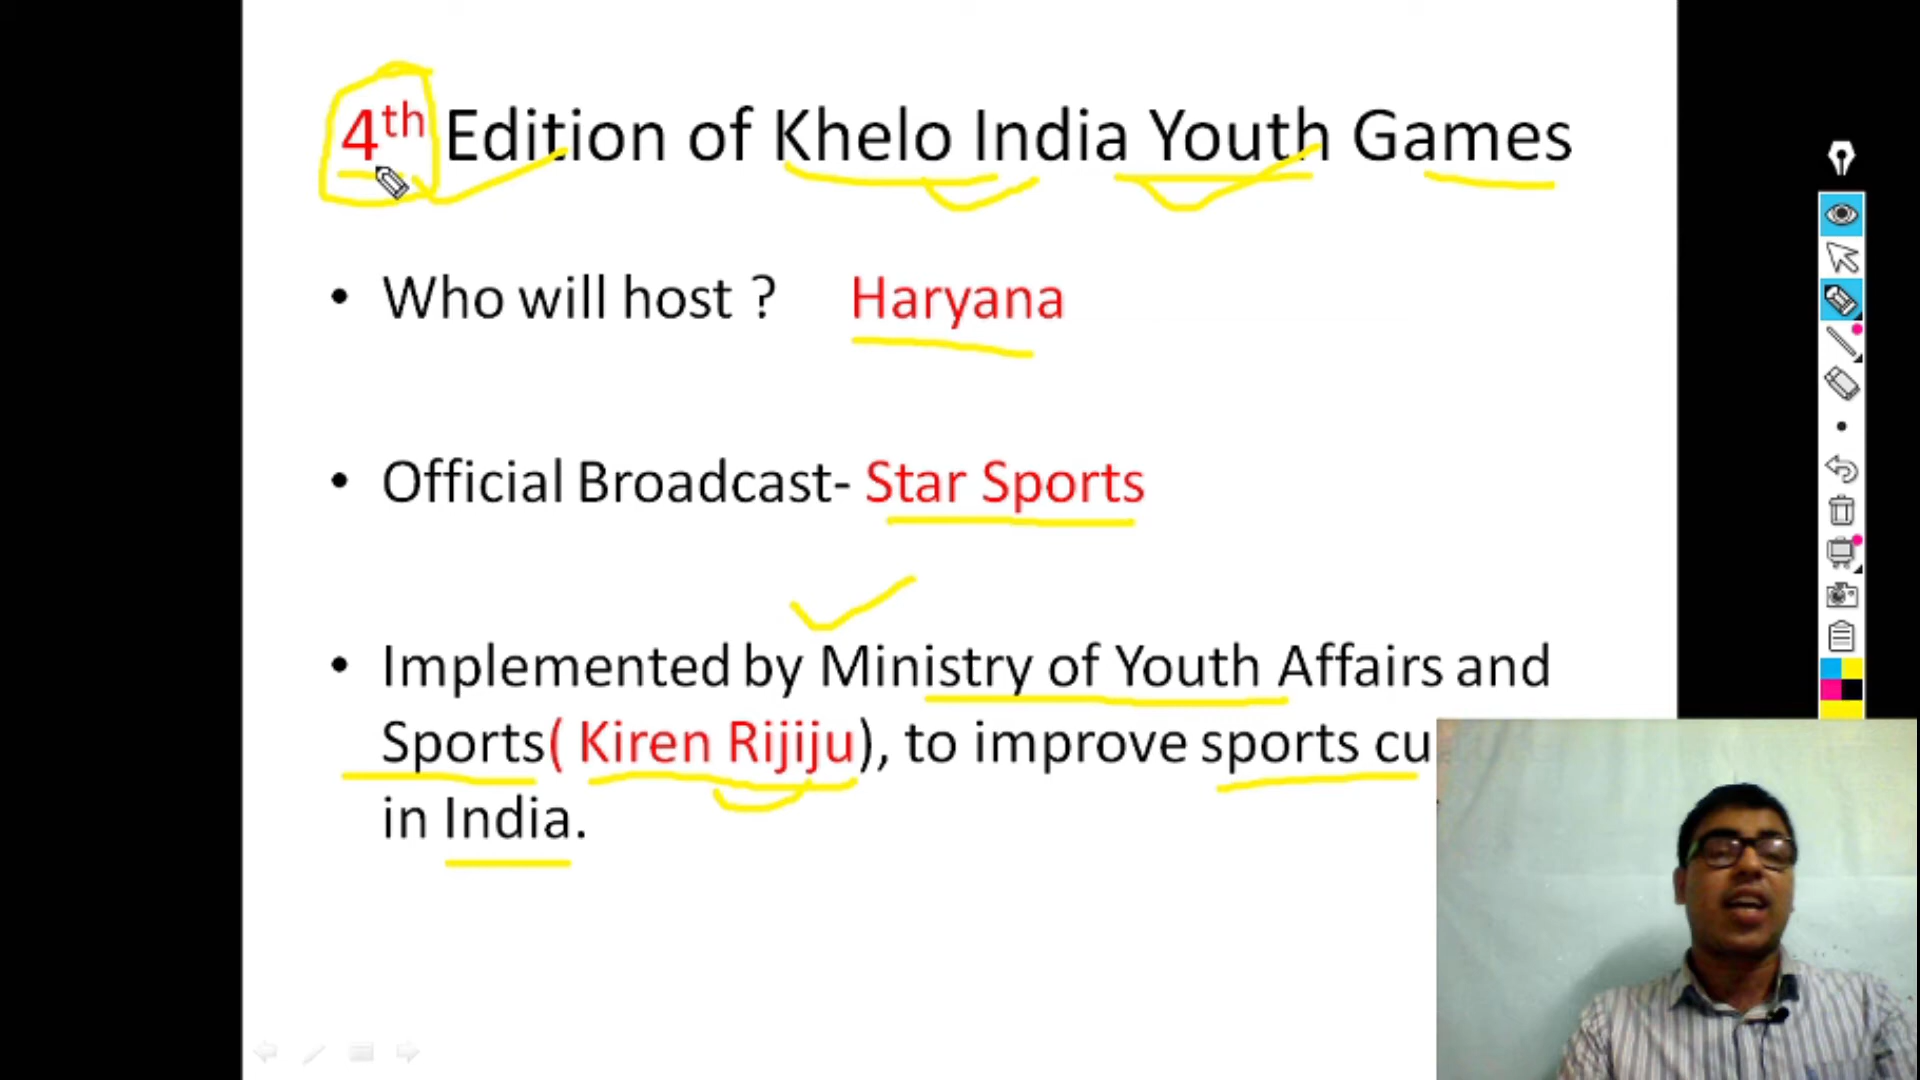 4th Edition of Khelo India Youth Games
• Who will host ? Haryana
• Official Broadcast- Star Sports
• Implemented by Ministry of Youth Affairs and
Sports( Kiren Rijiju), to improve sports cu
in India.